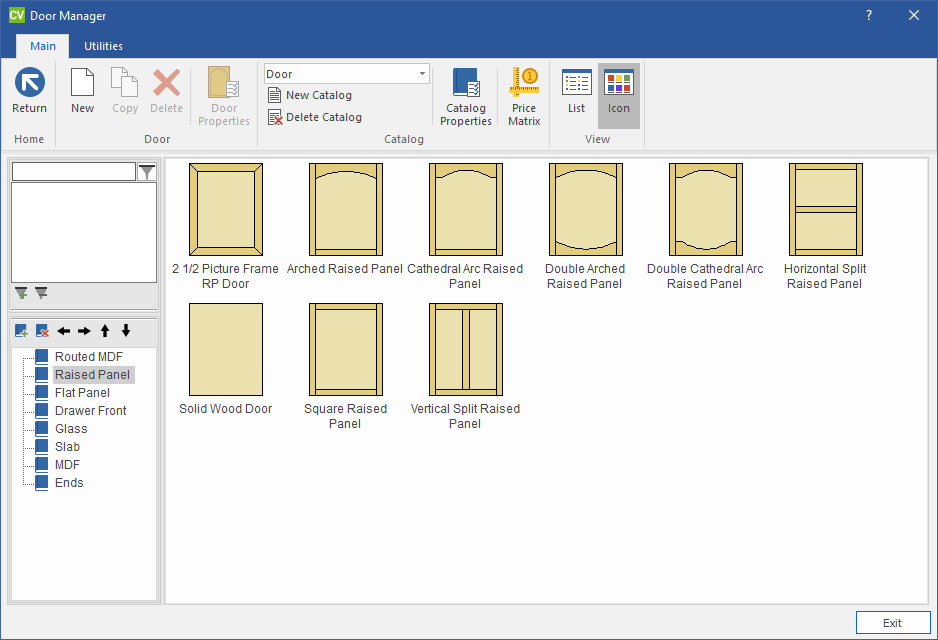 CV Door Manager ?
Main Utilities
Return
New
Copy
Delete
Door
Properties
Door
New Catalog
Delete Catalog
Catalog
Properties
1
Price
Matrix
List
Icon
Home Door Catalog View
2 1/2 Picture Frame
RP Door
Arched Raised Panel
Cathedral Arc Raised
Panel
Double Arched
Raised Panel
Double Cathedral Arc
Raised Panel
Horizontal Split
Raised Panel
Solid Wood Door
Square Raised
Panel
Vertical Split Raised
Panel
Routed MDF
Raised Panel
Flat Panel
Drawer Front
Glass
Slab
MDF
Ends
Exit